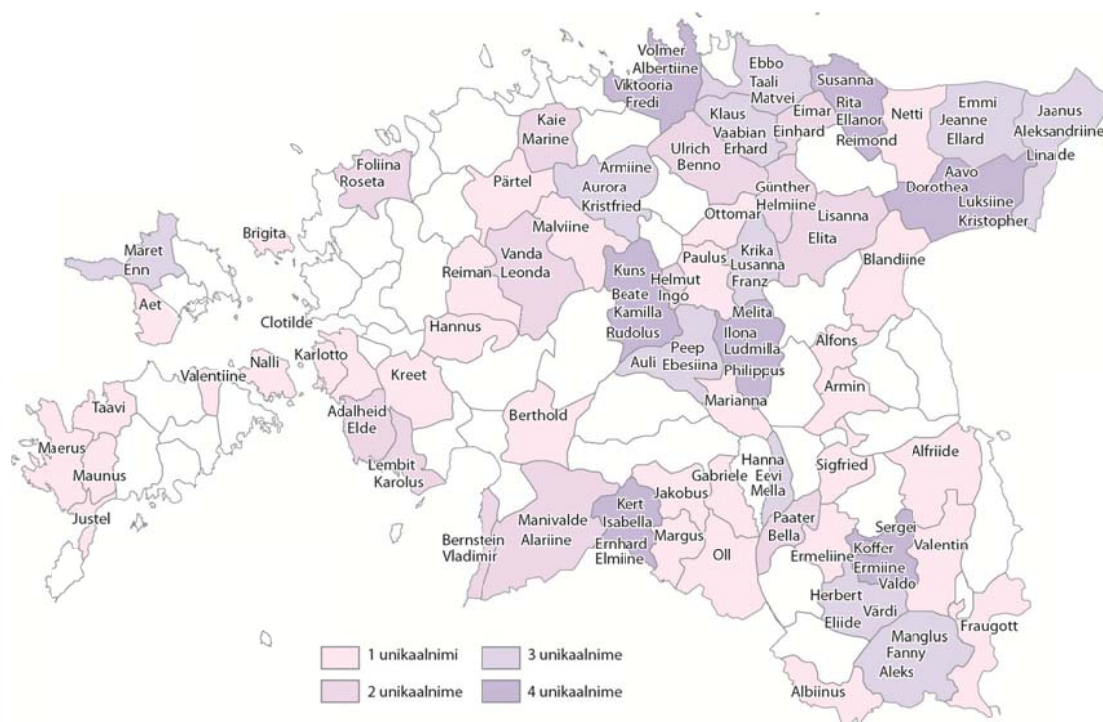 Volmer
Albertiine
Viktooria
Fredi
Ebbo
Taali
Matvei
Susanna
Rita
Ellanor
Reimond
Netti
Emmi
Jeanne
Ellard
Jaanus
Aleksandriine
Linaide
Kaie
Marine
Klaus
Vaabian
Erhard
Eimar
Einhard
Ulrich
Benno
Foliina
Roseta
Pärtel
Armiine
Aurora
Kristfried
Günther
Helmiine
Aavo
Dorothea
Luksiine
Kristopher
Lisanna
Elita
Ottomar
Malviine
Brigita
Maret
Enn
Aet
Reiman
Vanda
Leonda
Paulus
Krika
Lusanna
Franz
Blandiine
Kuns
Beate
Kamilla
Rudolus
Helmut
Ingo
Melita
Ilona
Ludmilla
Philippus
Clotilde
Hannus
Peep
Ebesiina
Auli
Alfons
Armin
Karlotto
Kreet
Nalli
Valentiine
Taavi
Maerus
Maunus
Justel
Marianna
Adalheid
Elde
Lembit
Karolus
Berthold
Hanna
Eevi
Mella
Gabriele
Jakobus
Sigfried
Alfriide
Kert
Isabella
Ernhard
Elmiine
Manivalde
Alariine
Bernstein
Vladimir
Margus
Oll
Paater
Bella
Ermeliine
Sergei
Koffer
Ermiine
Valdo
Valentin
Herbert
Värdi
Eliide
Fraugott
Manglus
Fanny
Aleks
Albiinus
1 unikaalnimi
2 unikaalnime
3 unikaalnime
4 unikaalnime